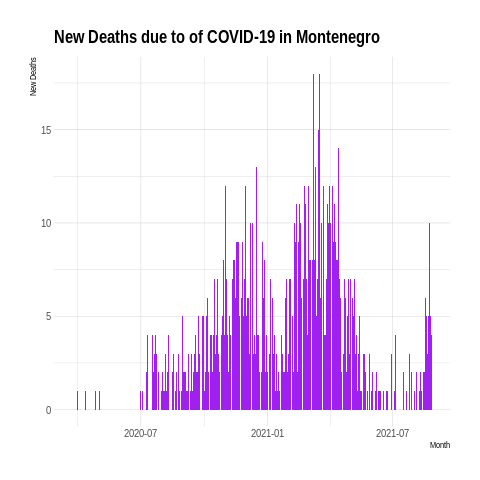 New Deaths due to of COVID-19 in Montenegro
New Deaths
15
10
5
0
2020-07 2021-01 2021-07
Month